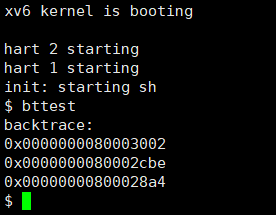 xv6 kernel is booting
hart 2 starting
hart 1 starting
init: starting sh
$ bttest
backtrace:
0x0000000080003002
0x0000000080002cbe
0x00000000800028a4
$